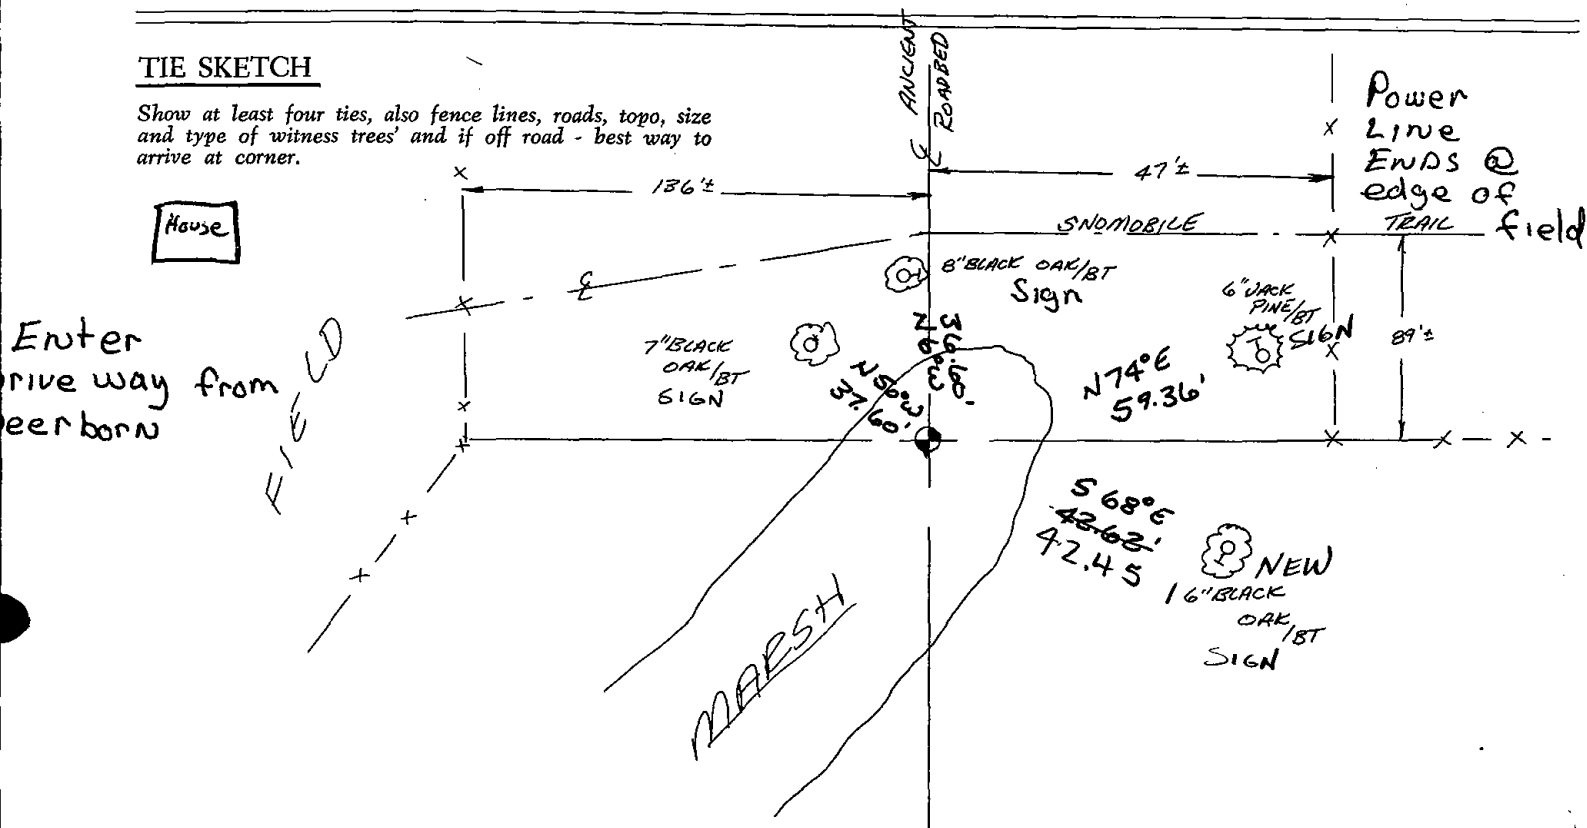 TIE SKETCH
Show at least four ties, also fence lines, roads, topo, size
and type of witness trees' and if off road - best way to
arrive at corner.
℄ ANCIENT
ROADBED
Power
Line
ENDS @
edge of
field
136'±
47'±
House
SNOMOBILE TRAIL
℄
8" BLACK OAK/BT
Sign
6" JACK
PINE/BT
SIGN
89'±
7" BLACK
OAK/BT
SIGN
N6°W
36.60'
N56°W
37.60'
N74°E
59.36'
Enter
rive way from
eerborn
FIELD
S 68°E
42.62'
42.45
NEW
16" BLACK
OAK/BT
SIGN
MARSH